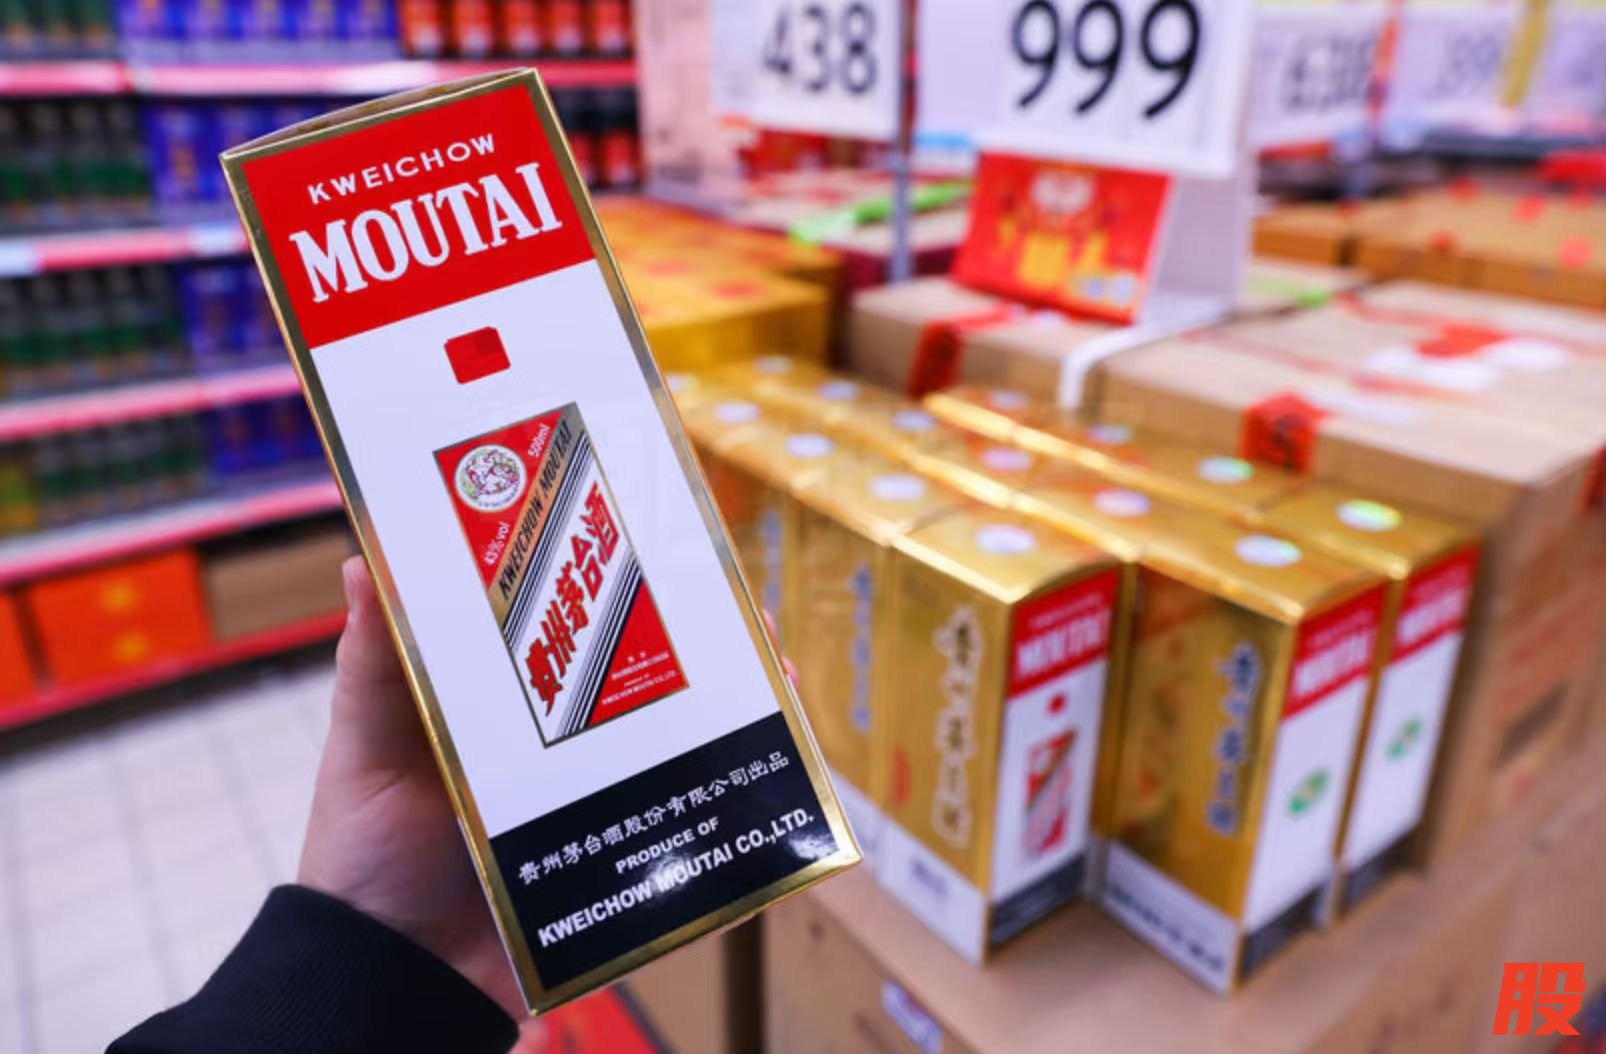 438
999
638
KWEICHOW
MOUTAI
500ml
43%vol
KWEICHOW MOUTAI
贵州茅台酒
贵州茅台酒股份有限公司出品
PRODUCE OF
KWEICHOW MOUTAI CO.,LTD.
MOUTAI
MOUTAI
MOUTAI
股